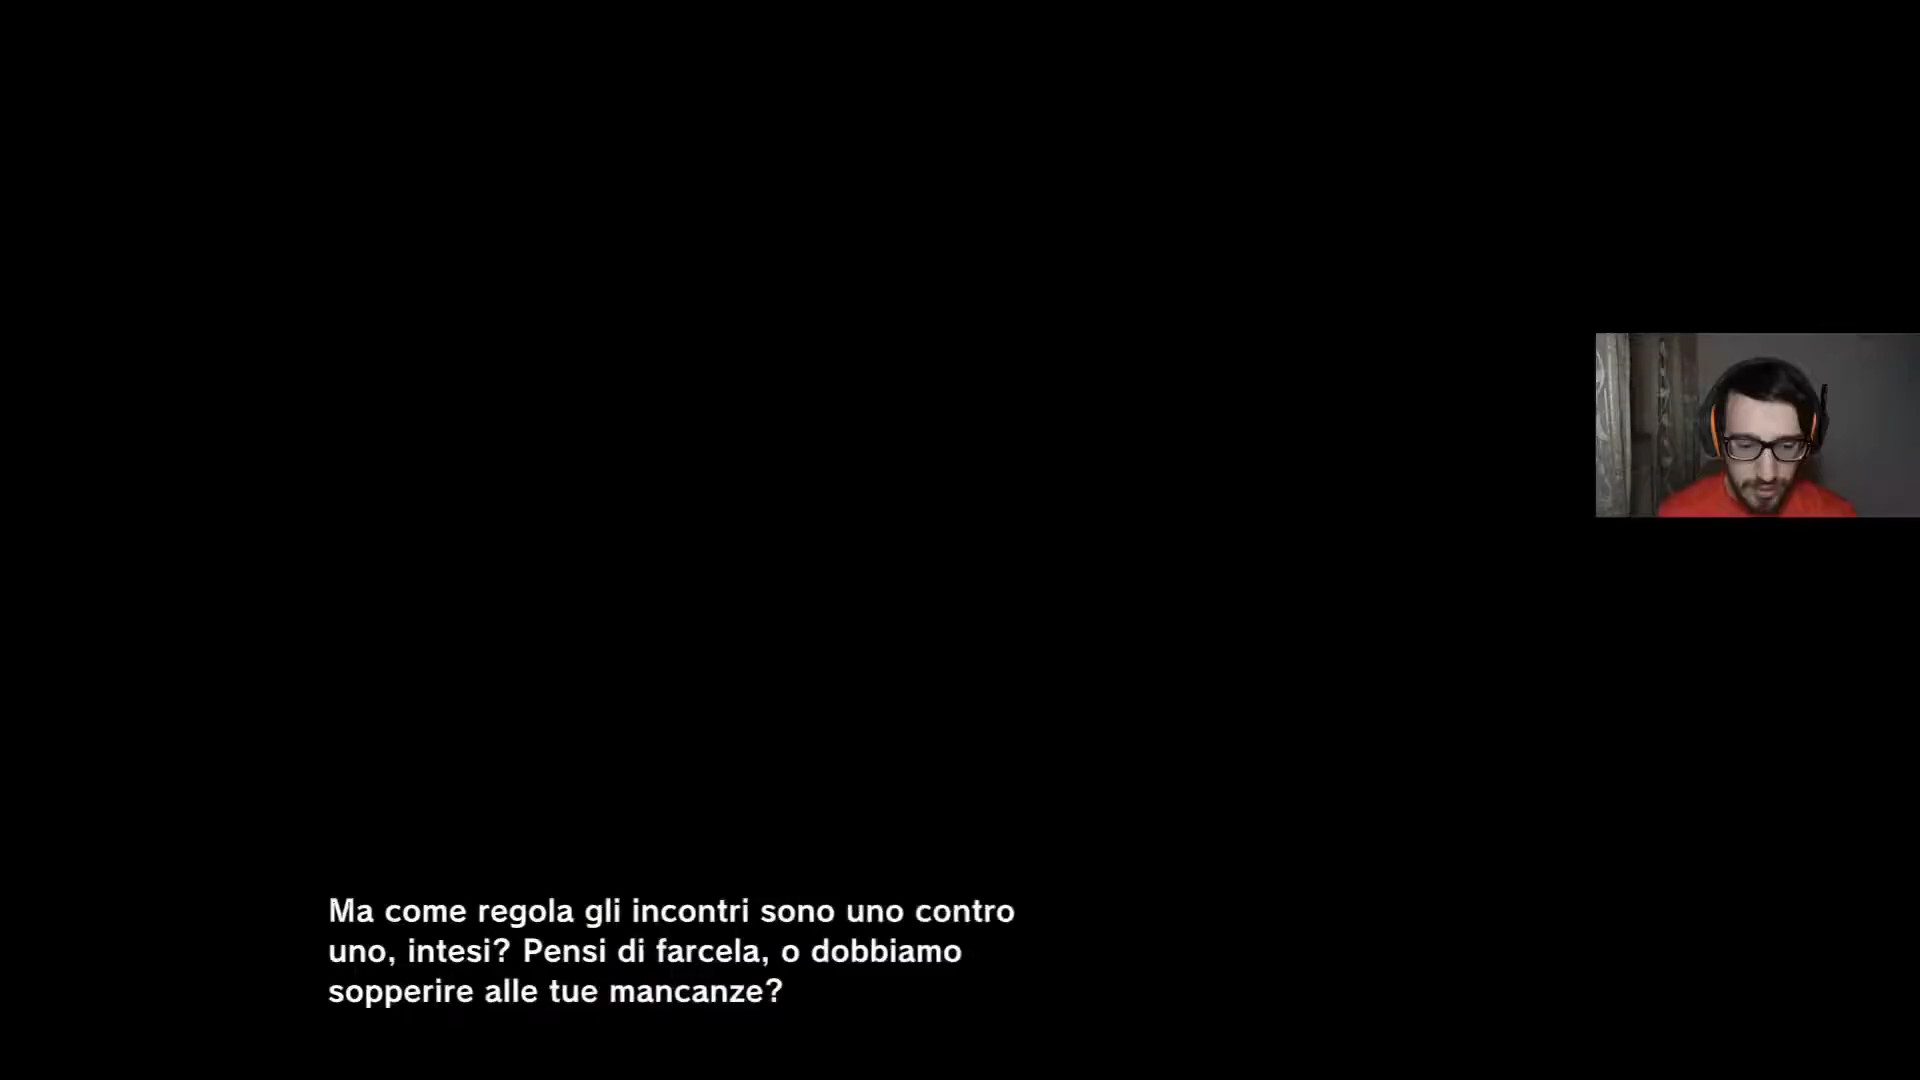 Ma come regola gli incontri sono uno contro
uno, intesi? Pensi di farcela, o dobbiamo
sopperire alle tue mancanze?